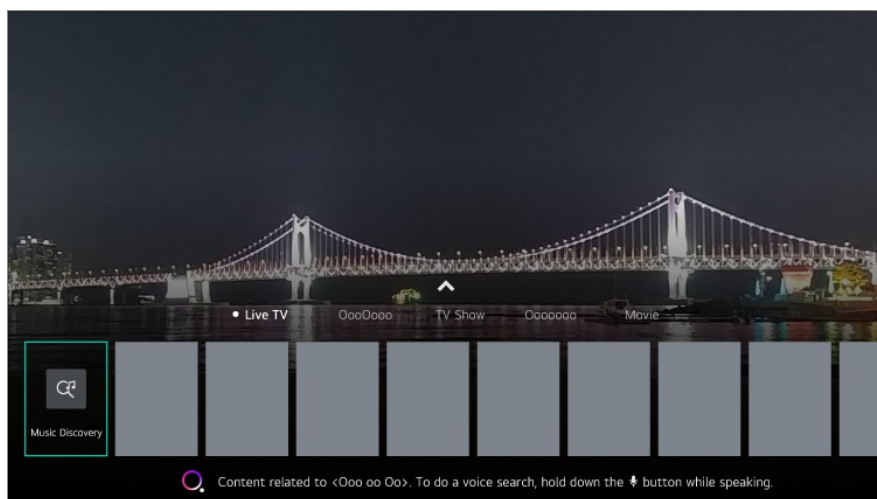 Live TV OooOooo TV Show Ooooooo Movie
Music Discovery
Content related to <Ooo oo Oo>. To do a voice search, hold down the button while speaking.